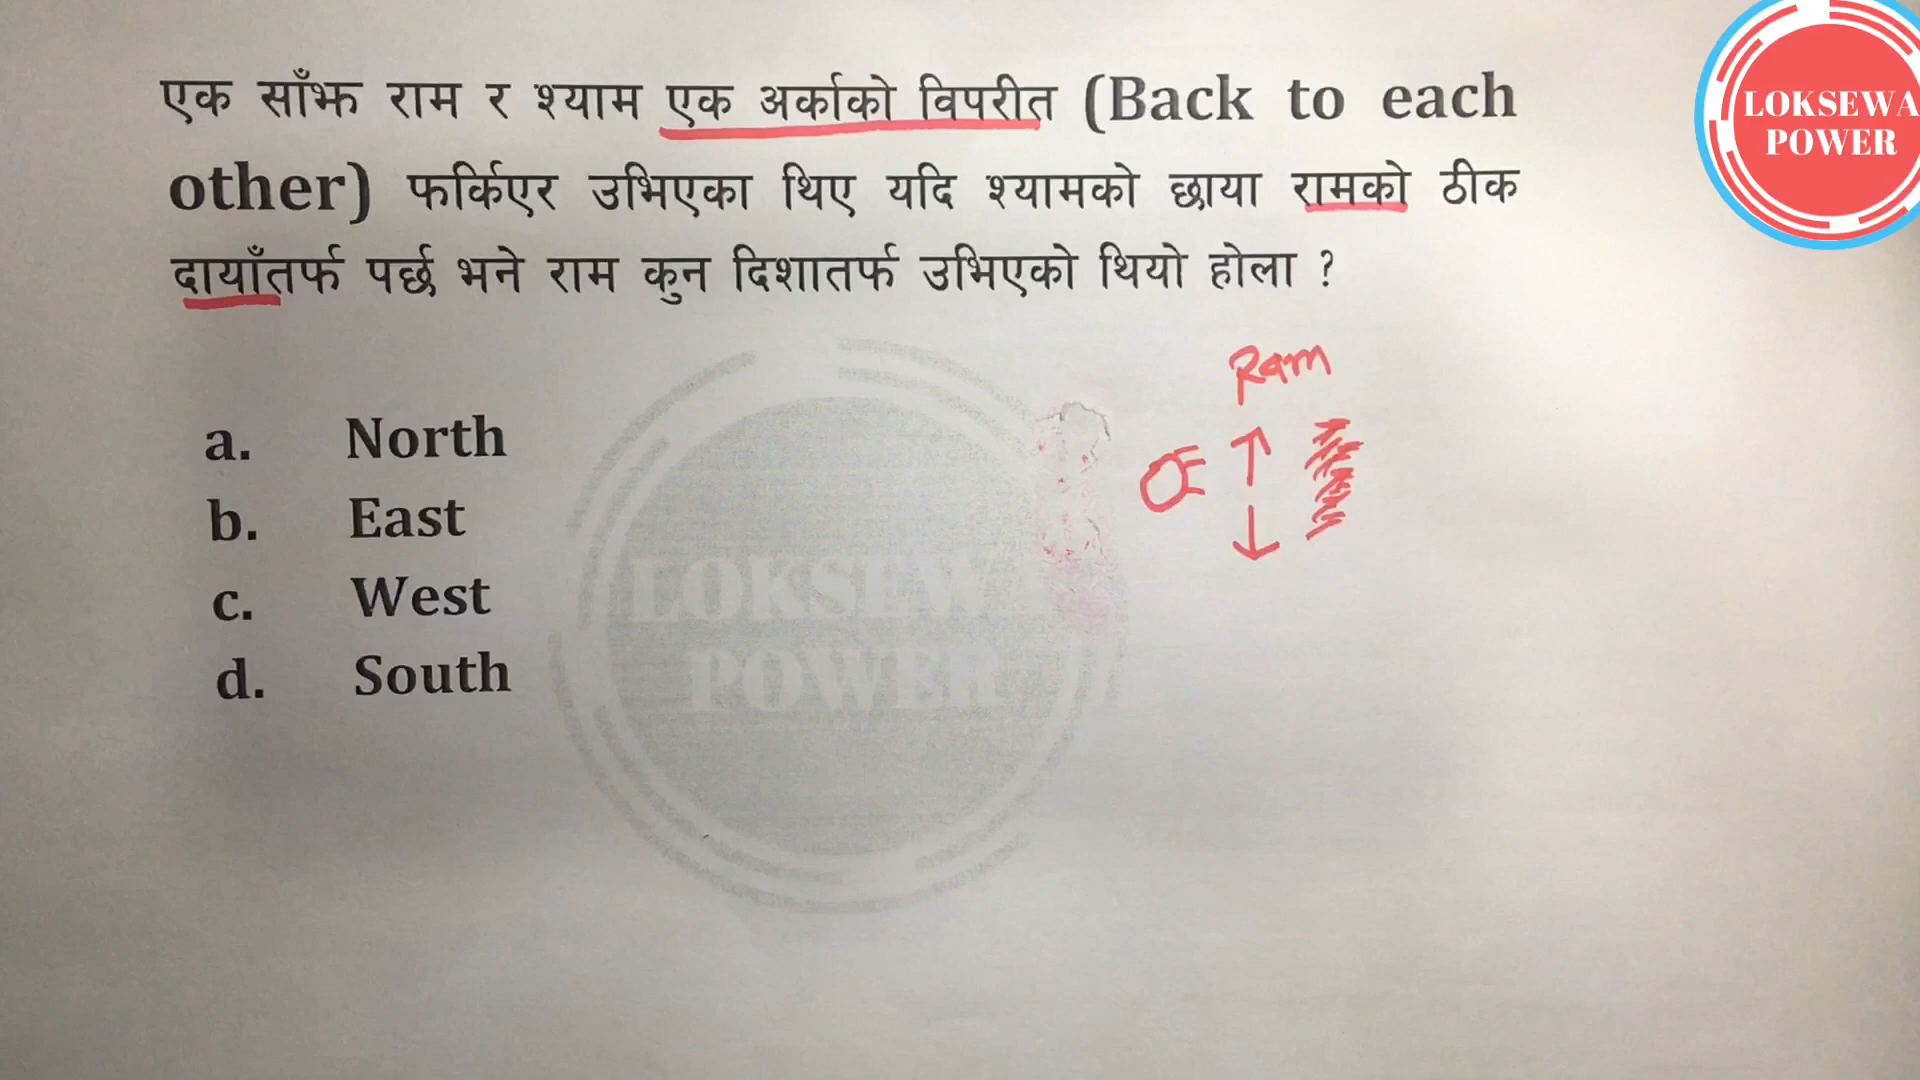 एक साँझ राम र श्याम एक अर्काको विपरीत (Back to each
other) फर्किएर उभिएका थिए यदि श्यामको छाया रामको ठीक
दायाँतर्फ पर्छ भने राम कुन दिशातर्फ उभिएको थियो होला ?
a. North
b. East
c. West
d. South
Ram
LOKSEWA
POWER
LOKSEW
POWER